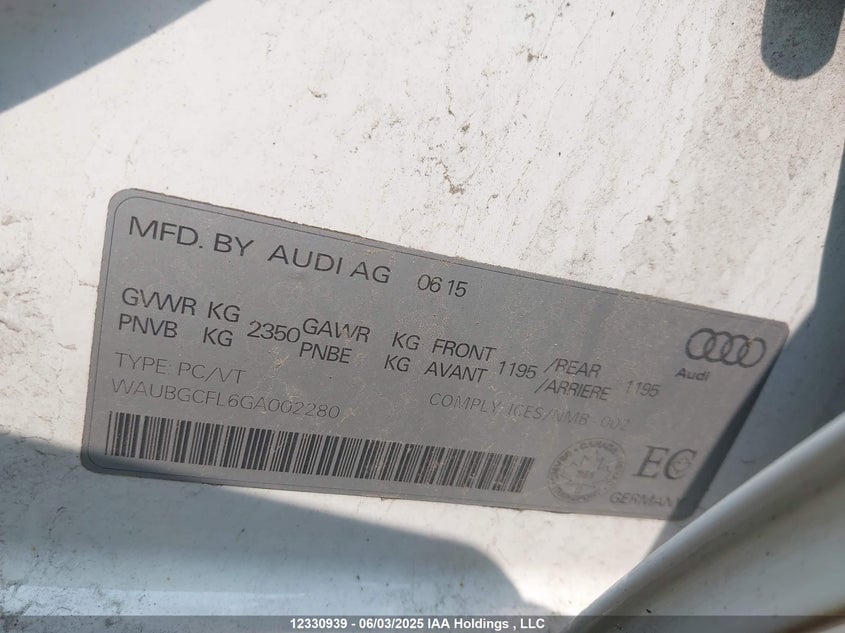 MFD. BY AUDI AG 06 15
GVWR KG 2350 GAWR KG FRONT 1195 /REAR 1195
PNVB KG PNBE KG AVANT /ARRIERE
Audi
TYPE: PC/VT
WAUBGCFL6GA002280
COMPLY ICES/NMB-002
CANADA
EC
GERMANY
12330939 - 06/03/2025 IAA Holdings , LLC